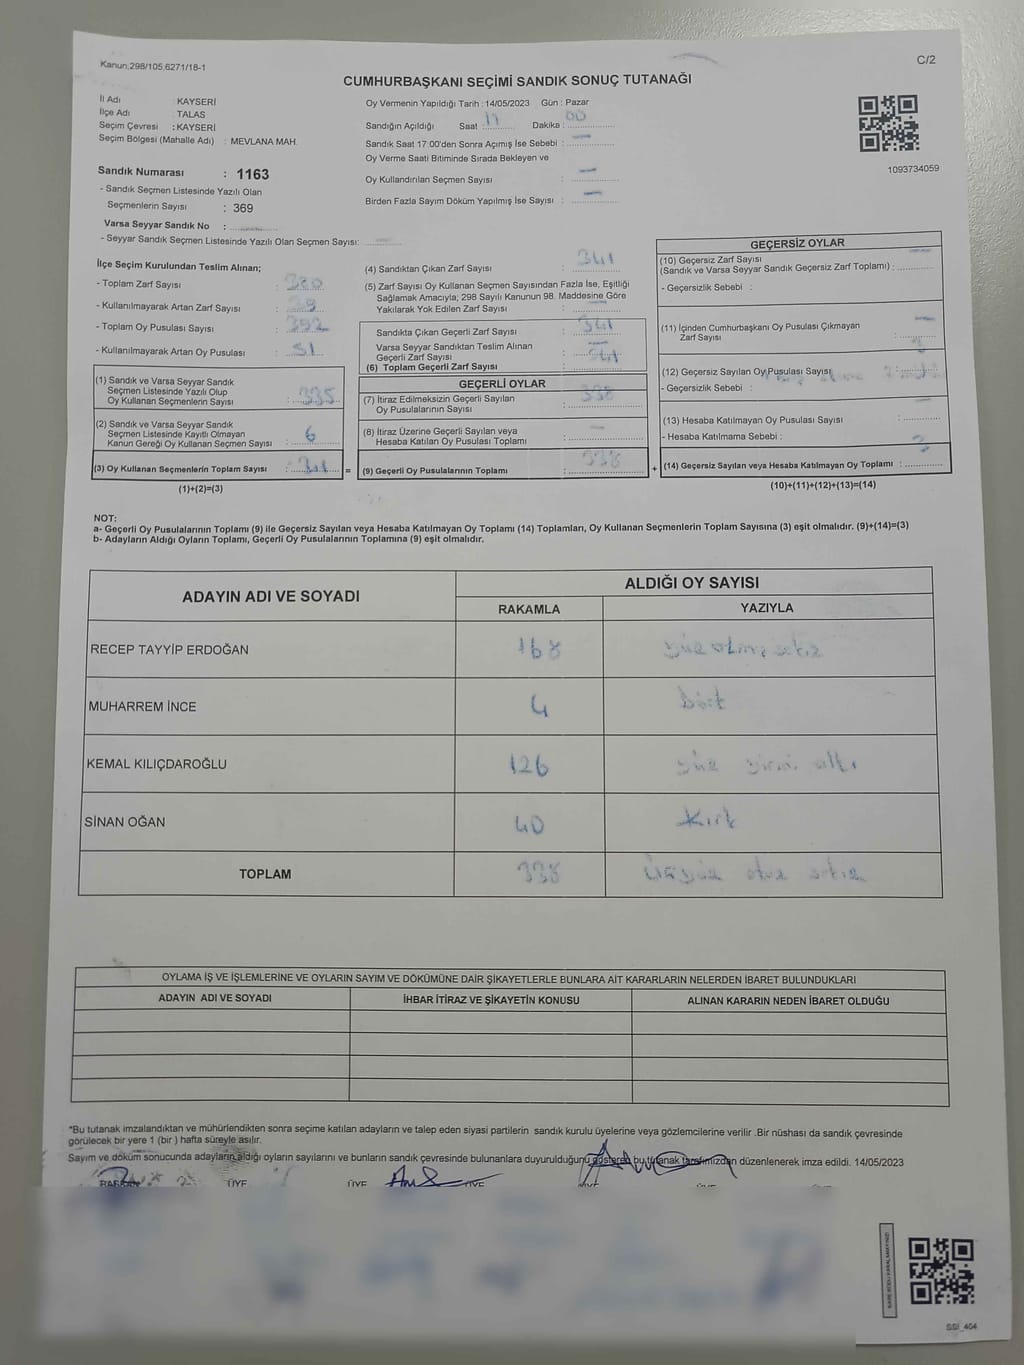 Kanun,298/105.6271/18-1
C/2
CUMHURBAŞKANI SEÇİMİ SANDIK SONUÇ TUTANAĞI
İl Adı : KAYSERİ
İlçe Adı : TALAS
Seçim Çevresi : KAYSERİ
Seçim Bölgesi (Mahalle Adı) : MEVLANA MAH.
Sandık Numarası : 1163
- Sandık Seçmen Listesinde Yazılı Olan
Seçmenlerin Sayısı : 369
Varsa Seyyar Sandık No :
- Seyyar Sandık Seçmen Listesinde Yazılı Olan Seçmen Sayısı:
Oy Vermenin Yapıldığı Tarih : 14/05/2023 Gün : Pazar
Sandığın Açıldığı Saat : 17 Dakika : 00
Sandık Saat 17:00'den Sonra Açımış İse Sebebi : —
Oy Verme Saati Bitiminde Sırada Bekleyen ve
Oy Kullandırılan Seçmen Sayısı : —
Birden Fazla Sayım Döküm Yapılmış İse Sayısı : —
1093734059
İlçe Seçim Kurulundan Teslim Alınan;
- Toplam Zarf Sayısı : 380
- Kullanılmayarak Artan Zarf Sayısı : 39
- Toplam Oy Pusulası Sayısı : 392
- Kullanılmayarak Artan Oy Pusulası : 51
(1) Sandık ve Varsa Seyyar Sandık
Seçmen Listesinde Yazılı Olup
Oy Kullanan Seçmenlerin Sayısı : 335
(2) Sandık ve Varsa Seyyar Sandık
Seçmen Listesinde Kayıtlı Olmayan
Kanun Gereği Oy Kullanan Seçmen Sayısı : 6
(3) Oy Kullanan Seçmenlerin Toplam Sayısı : 341 =
(1)+(2)=(3)
(4) Sandıktan Çıkan Zarf Sayısı : 341
(5) Zarf Sayısı Oy Kullanan Seçmen Sayısından Fazla İse, Eşitliği
Sağlamak Amacıyla; 298 Sayılı Kanunun 98. Maddesine Göre
Yakılarak Yok Edilen Zarf Sayısı : —
Sandıkta Çıkan Geçerli Zarf Sayısı : 341
Varsa Seyyar Sandıktan Teslim Alınan
Geçerli Zarf Sayısı : —
(6) Toplam Geçerli Zarf Sayısı : 341
GEÇERLİ OYLAR
(7) İtiraz Edilmeksizin Geçerli Sayılan
Oy Pusulalarının Sayısı : 338
(8) İtiraz Üzerine Geçerli Sayılan veya
Hesaba Katılan Oy Pusulası Toplamı : —
(9) Geçerli Oy Pusulalarının Toplamı : 338 +
GEÇERSİZ OYLAR
(10) Geçersiz Zarf Sayısı
(Sandık ve Varsa Seyyar Sandık Geçersiz Zarf Toplamı) : —
- Geçersizlik Sebebi :
(11) İçinden Cumhurbaşkanı Oy Pusulası Çıkmayan
Zarf Sayısı : —
(12) Geçersiz Sayılan Oy Pusulası Sayısı : 3
- Geçersizlik Sebebi :
(13) Hesaba Katılmayan Oy Pusulası Sayısı : —
- Hesaba Katılmama Sebebi :
(14) Geçersiz Sayılan veya Hesaba Katılmayan Oy Toplamı : 3
(10)+(11)+(12)+(13)=(14)
NOT:
a- Geçerli Oy Pusulalarının Toplamı (9) ile Geçersiz Sayılan veya Hesaba Katılmayan Oy Toplamı (14) Toplamları, Oy Kullanan Seçmenlerin Toplam Sayısına (3) eşit olmalıdır. (9)+(14)=(3)
b- Adayların Aldığı Oyların Toplamı, Geçerli Oy Pusulalarının Toplamına (9) eşit olmalıdır.
ADAYIN ADI VE SOYADI
ALDIĞI OY SAYISI
RAKAMLA YAZIYLA
RECEP TAYYİP ERDOĞAN 168 yüz altmış sekiz
MUHARREM İNCE 4 Dört
KEMAL KILIÇDAROĞLU 126 yüz yirmi altı
SİNAN OĞAN 40 Kırk
TOPLAM 338 üçyüz otuz sekiz
OYLAMA İŞ VE İŞLEMLERİNE VE OYLARIN SAYIM VE DÖKÜMÜNE DAİR ŞİKAYETLERLE BUNLARA AİT KARARLARIN NELERDEN İBARET BULUNDUKLARI
ADAYIN ADI VE SOYADI İHBAR İTİRAZ VE ŞİKAYETİN KONUSU ALINAN KARARIN NEDEN İBARET OLDUĞU
*Bu tutanak imzalandıktan ve mühürlendikten sonra seçime katılan adayların ve talep eden siyasi partilerin sandık kurulu üyelerine veya gözlemcilerine verilir .Bir nüshası da sandık çevresinde
görülecek bir yere 1 (bir ) hafta süreyle asılır.
Sayım ve döküm sonucunda adayların aldığı oyların sayılarını ve bunların sandık çevresinde bulunanlara duyurulduğunu gösteren bu tutanak tarafımızdan düzenlenerek imza edildi. 14/05/2023
BAŞKAN ÜYE ÜYE ÜYE ÜYE
KARE KODU KARALAMAYINIZ!
SSI_404